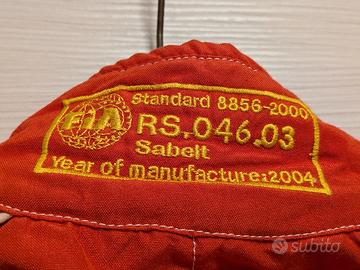 Standard 8856-2000
FIA
RS.046.03
Sabelt
Year of manufacture:2004
subito